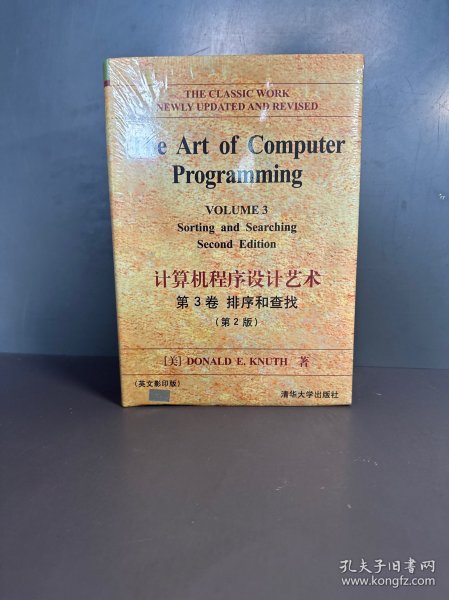 THE CLASSIC WORK
NEWLY UPDATED AND REVISED
The Art of Computer
Programming
VOLUME 3
Sorting and Searching
Second Edition
计算机程序设计艺术
第3卷 排序和查找
(第2版)
[美] DONALD E. KNUTH 著
(英文影印版)
清华大学出版社
孔夫子旧书网
www.kongfz.com